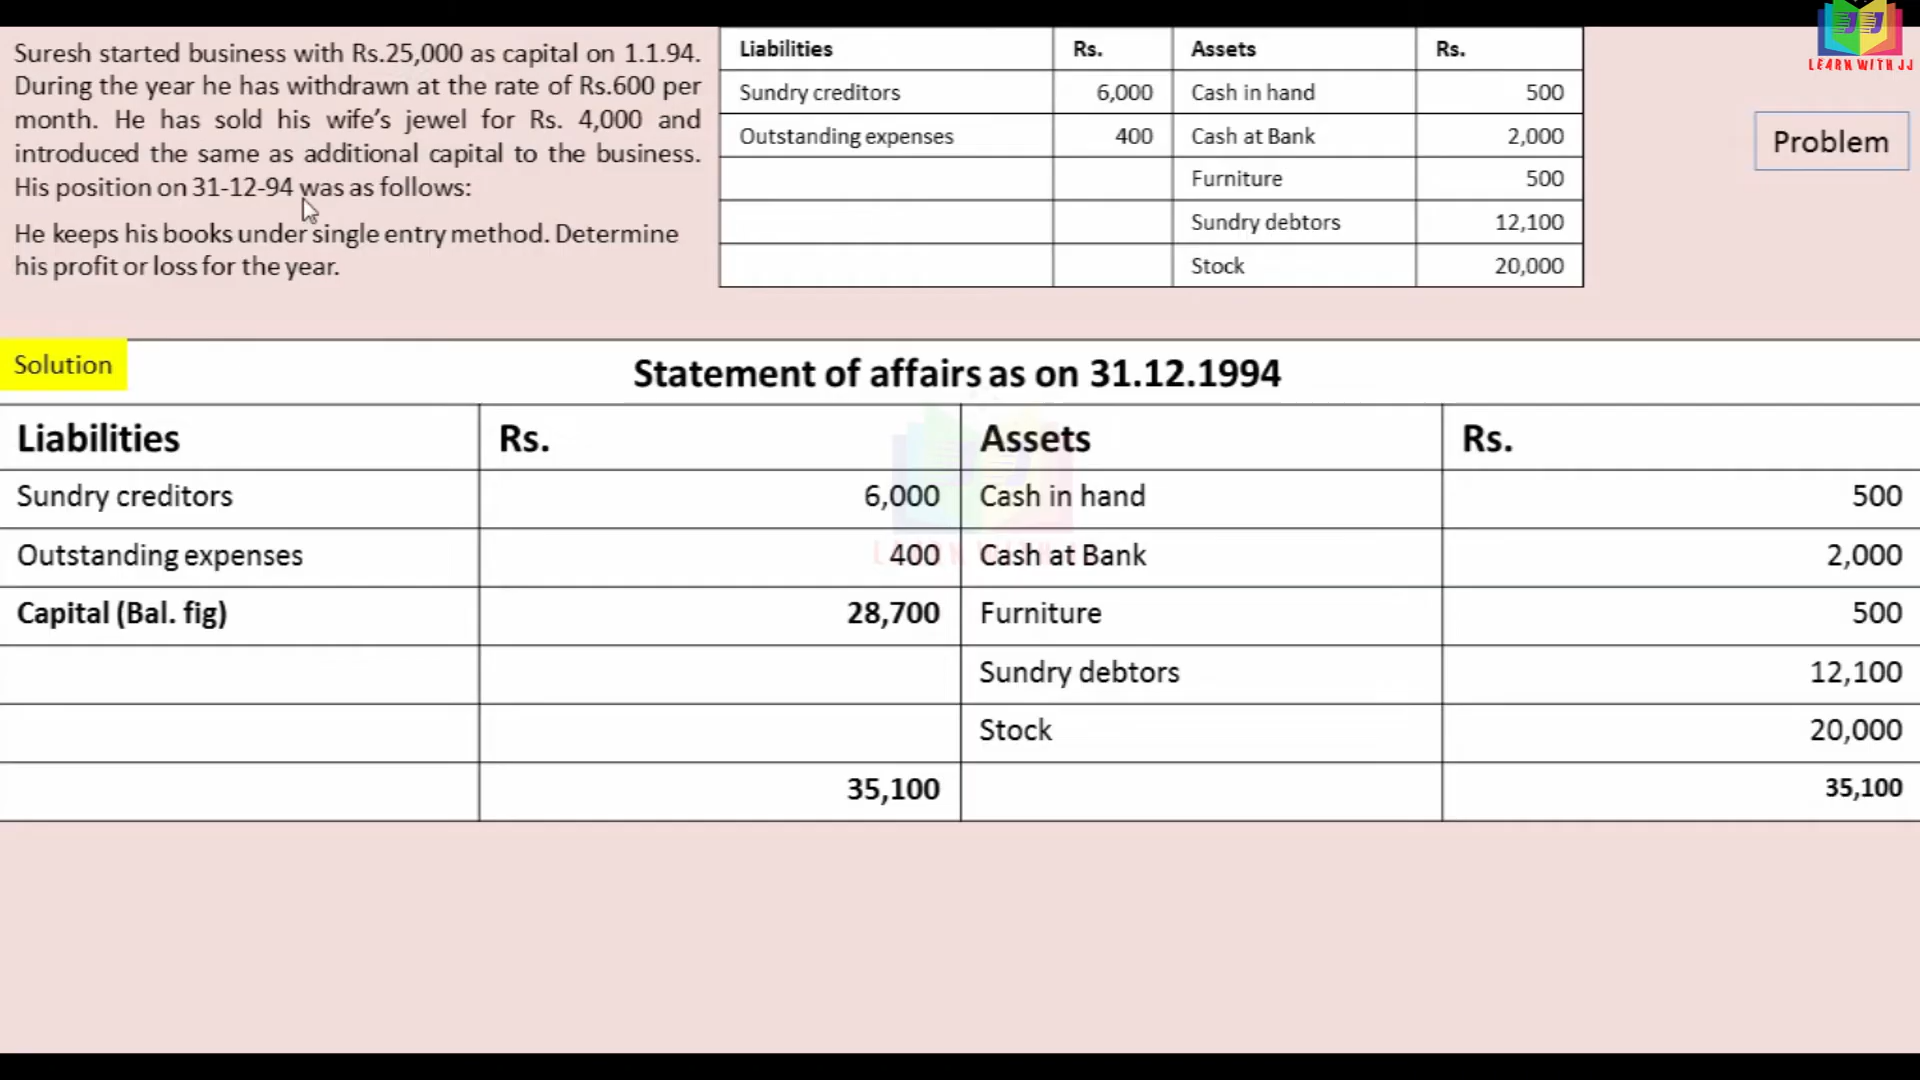 Suresh started business with Rs.25,000 as capital on 1.1.94.
During the year he has withdrawn at the rate of Rs.600 per
month. He has sold his wife's jewel for Rs. 4,000 and
introduced the same as additional capital to the business.
His position on 31-12-94 was as follows:
He keeps his books under single entry method. Determine
his profit or loss for the year.
Liabilities Rs. Assets Rs.
Sundry creditors 6,000 Cash in hand 500
Outstanding expenses 400 Cash at Bank 2,000
Furniture 500
Sundry debtors 12,100
Stock 20,000
LEARN WITH JJ
Problem
Solution
Statement of affairs as on 31.12.1994
Liabilities Rs. Assets Rs.
Sundry creditors 6,000 Cash in hand 500
Outstanding expenses 400 Cash at Bank 2,000
Capital (Bal. fig) 28,700 Furniture 500
Sundry debtors 12,100
Stock 20,000
35,100 35,100